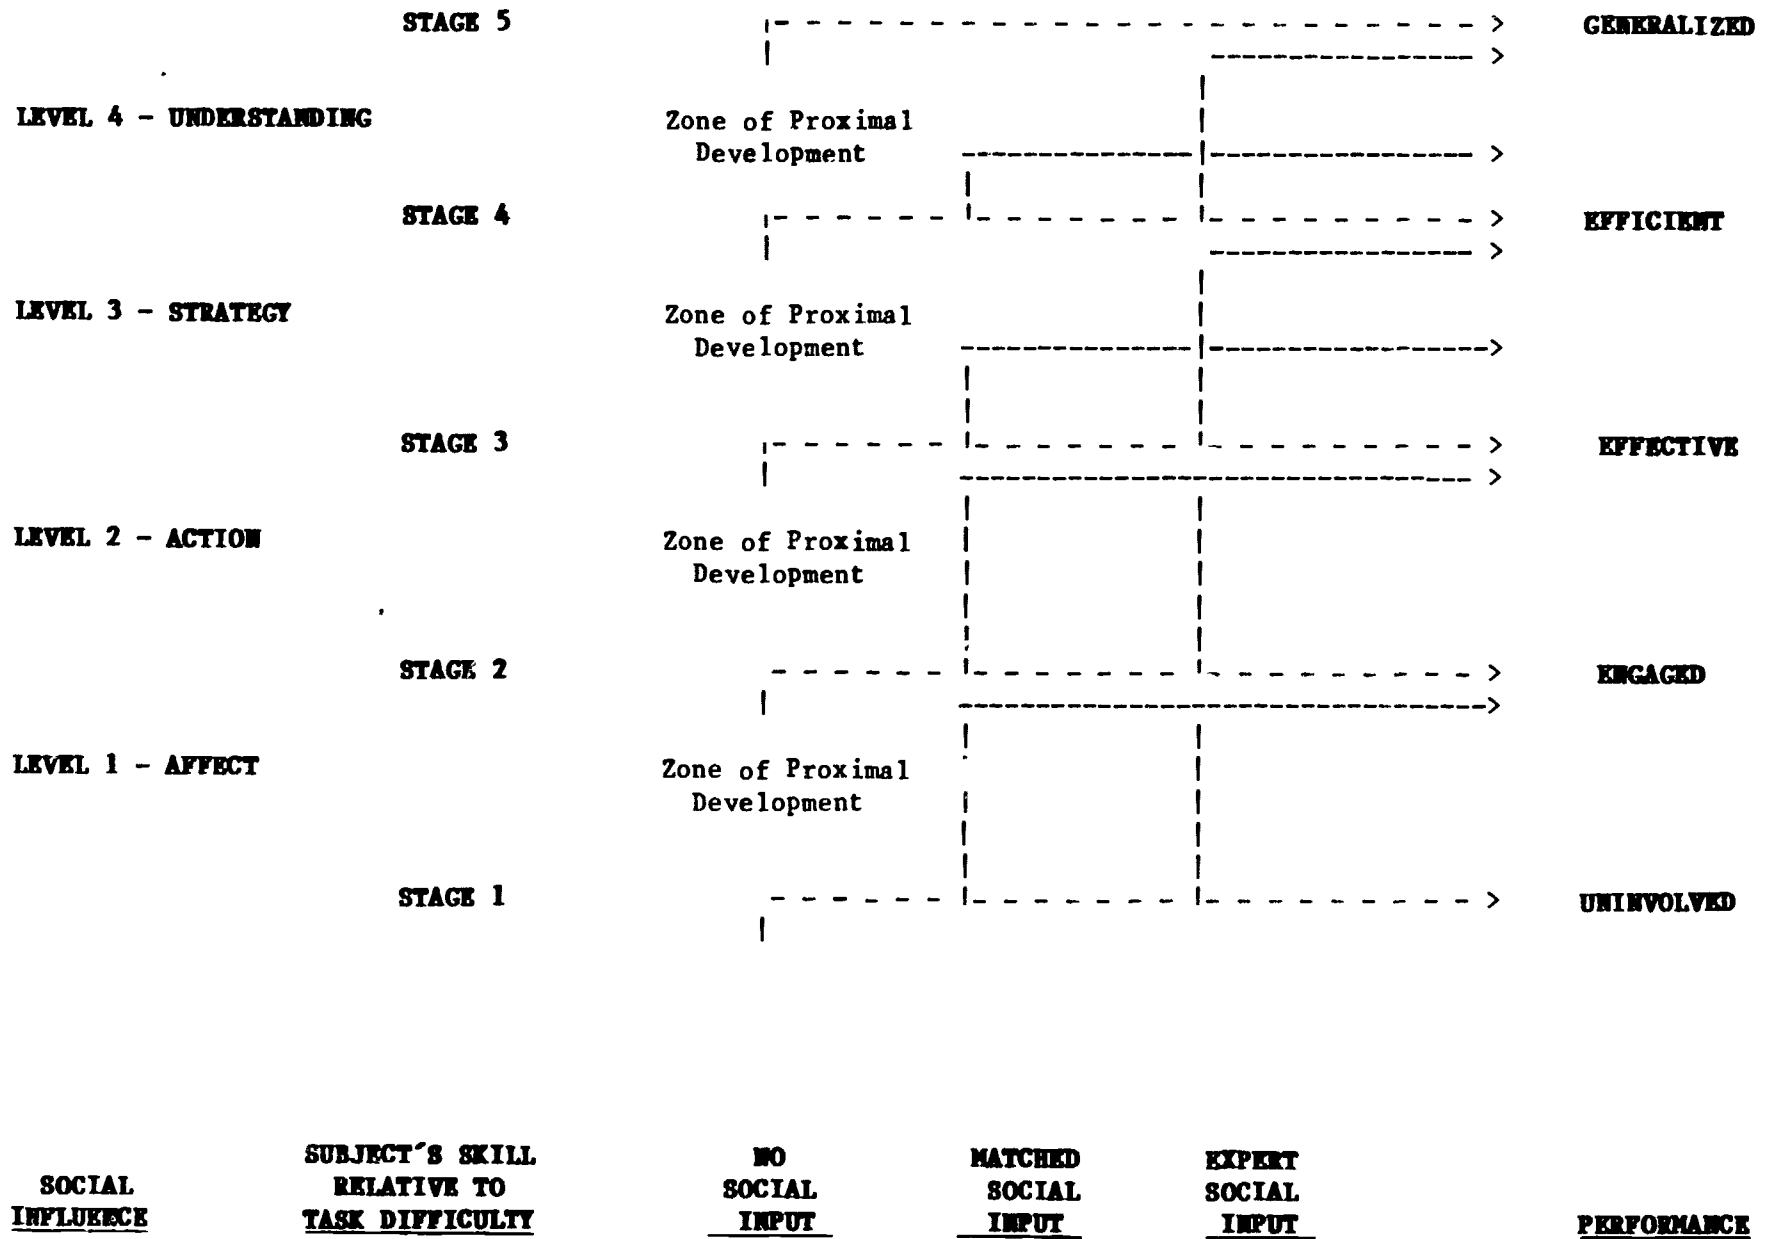 STAGE 5 GENERALIZED
LEVEL 4 - UNDERSTANDING
Zone of Proximal
Development
STAGE 4 EFFICIENT
LEVEL 3 - STRATEGY
Zone of Proximal
Development
STAGE 3 EFFECTIVE
LEVEL 2 - ACTION
Zone of Proximal
Development
STAGE 2 ENGAGED
LEVEL 1 - AFFECT
Zone of Proximal
Development
STAGE 1 UNINVOLVED
SOCIAL
INFLUENCE
SUBJECT'S SKILL
RELATIVE TO
TASK DIFFICULTY
NO
SOCIAL
INPUT
MATCHED
SOCIAL
INPUT
EXPERT
SOCIAL
INPUT
PERFORMANCE